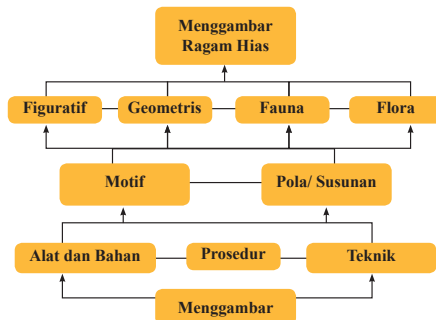 Menggambar
Ragam Hias
Figuratif
Geometris
Fauna
Flora
Motif
Pola/ Susunan
Alat dan Bahan
Prosedur
Teknik
Menggambar